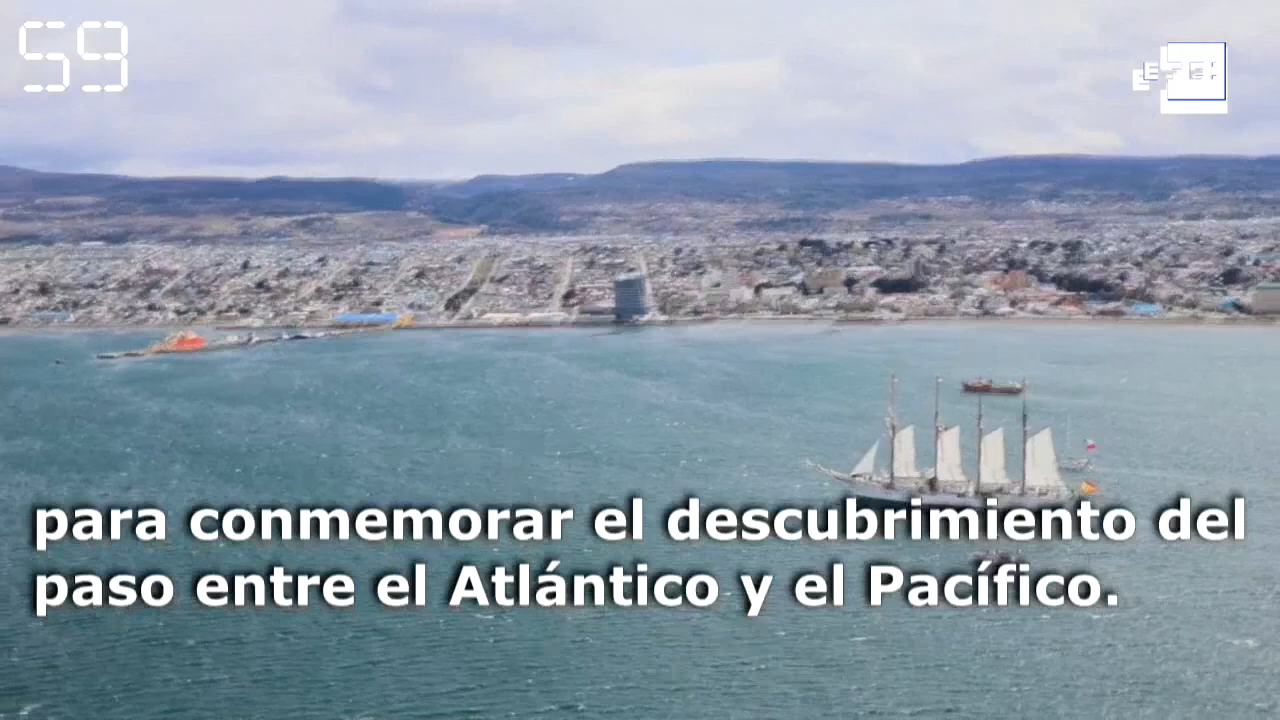 59
para conmemorar el descubrimiento del
paso entre el Atlántico y el Pacífico.